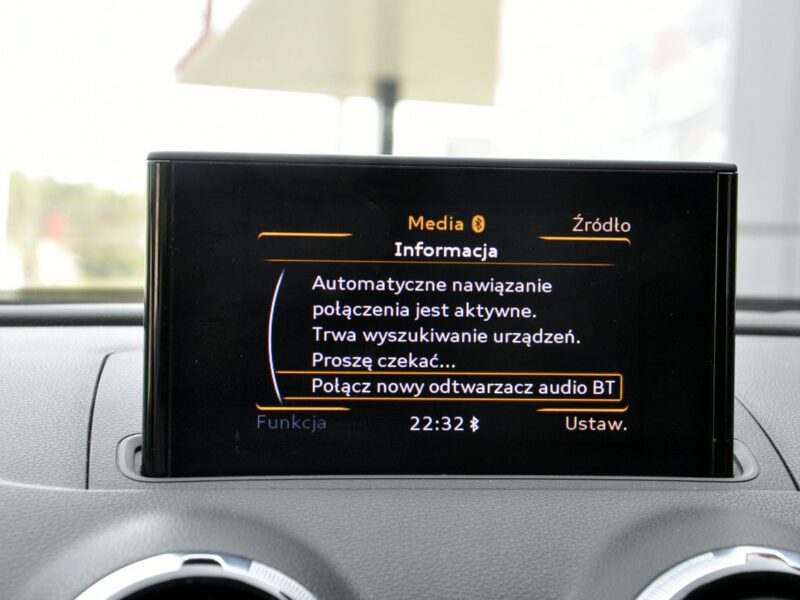 Media
Źródło
Informacja
Automatyczne nawiązanie
połączenia jest aktywne.
Trwa wyszukiwanie urządzeń.
Proszę czekać...
Połącz nowy odtwarzacz audio BT
Funkcja
22:32
Ustaw.